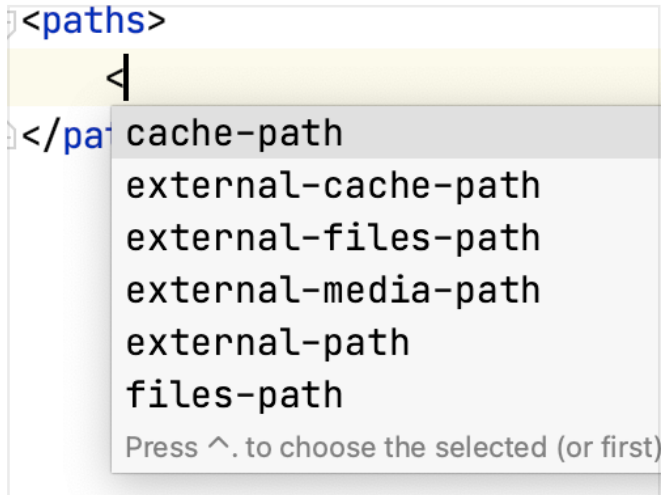 <paths>
<
</pat
cache-path
external-cache-path
external-files-path
external-media-path
external-path
files-path
Press ^. to choose the selected (or first)